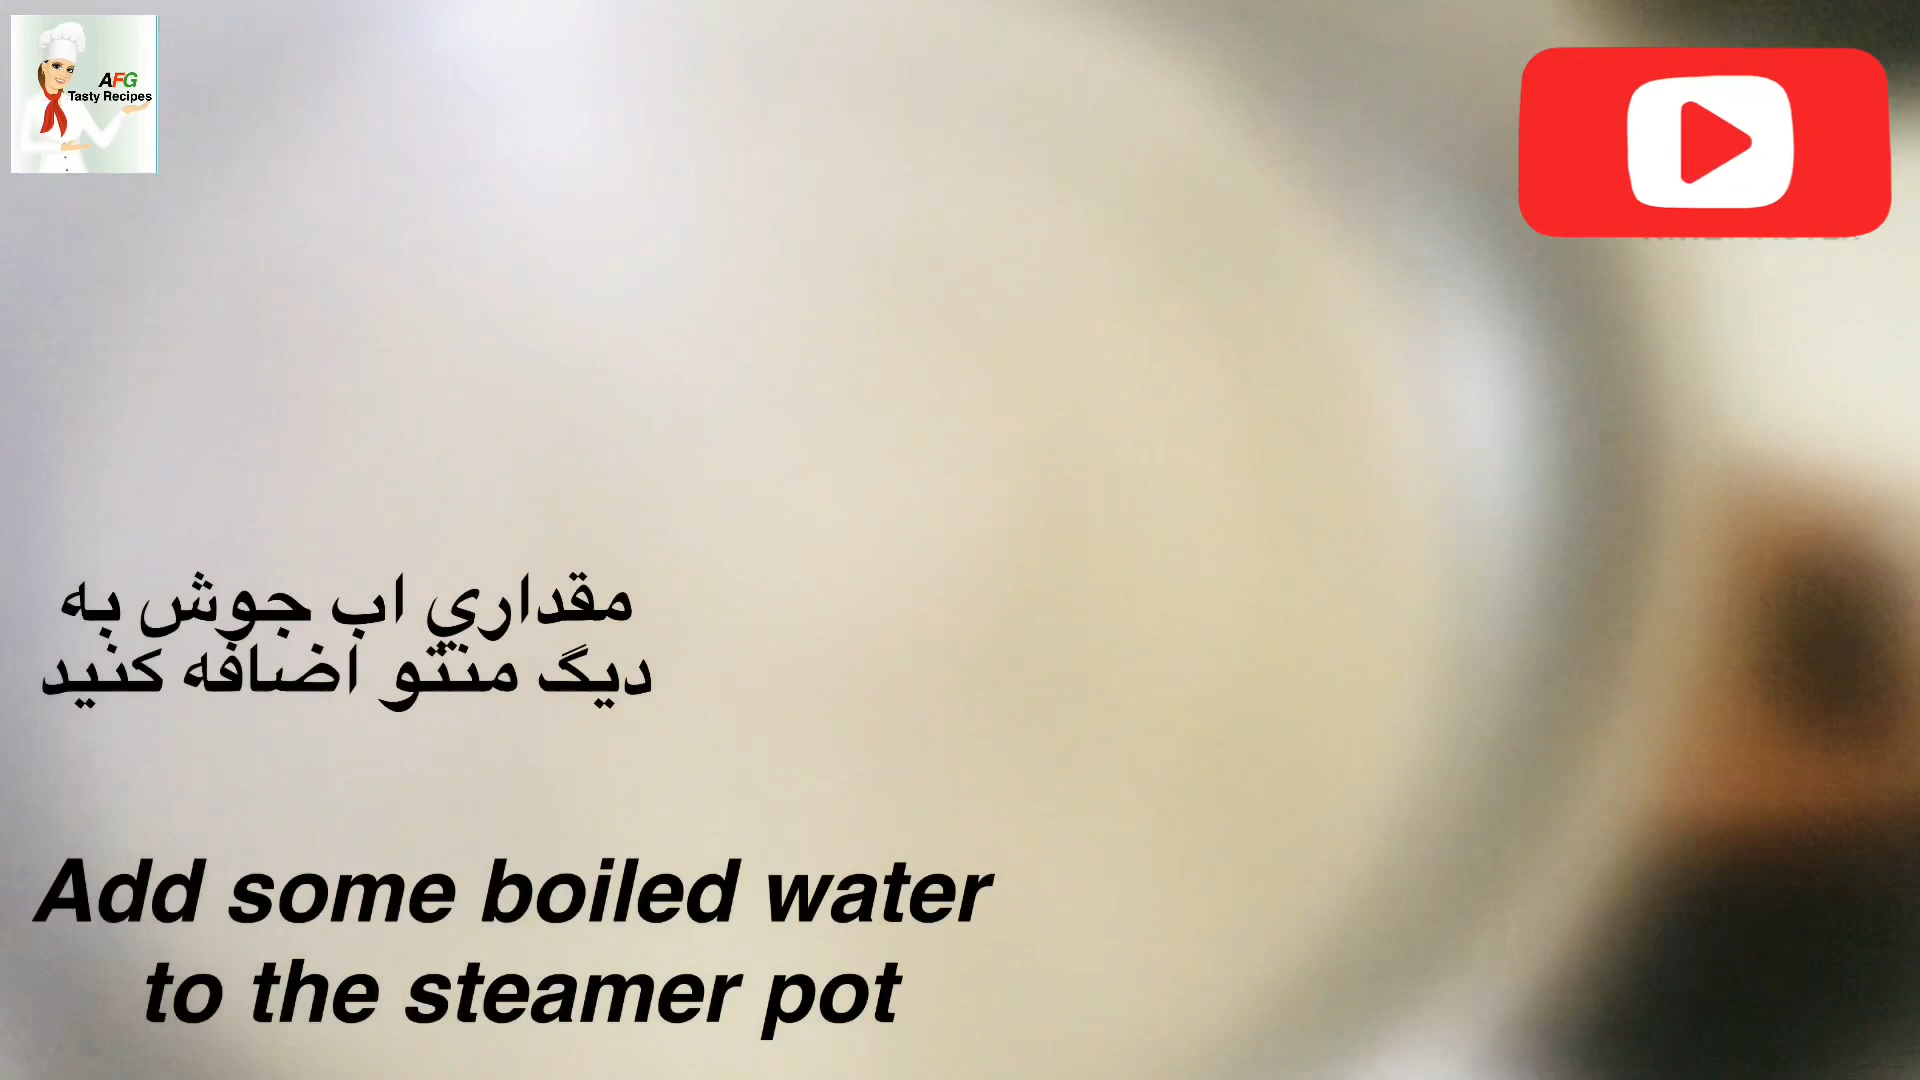 AFG
Tasty Recipes
مقداري اب جوش به
دیگ منتو اضافه کنید
Add some boiled water
to the steamer pot